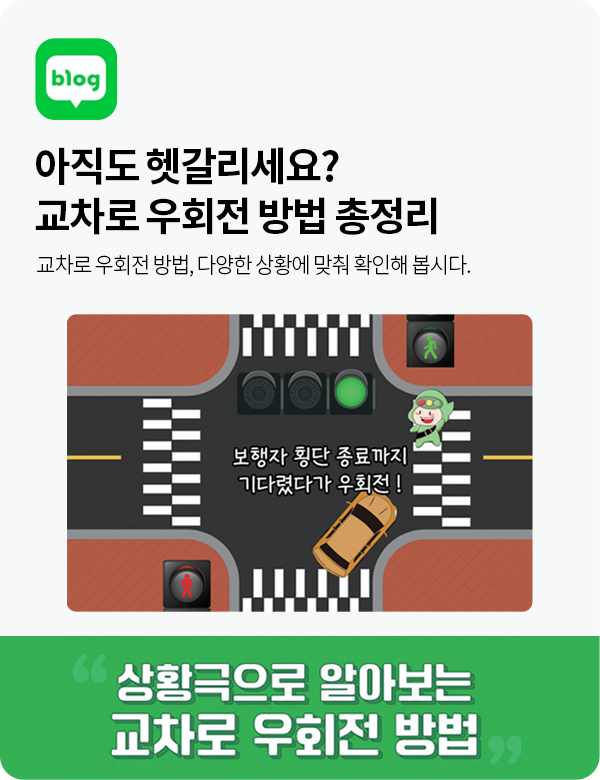 blog
아직도 헷갈리세요?
교차로 우회전 방법 총정리
교차로 우회전 방법, 다양한 상황에 맞춰 확인해 봅시다.
보행자 횡단 종료까지
기다렸다가 우회전 !
“ 상황극으로 알아보는
교차로 우회전 방법 ”